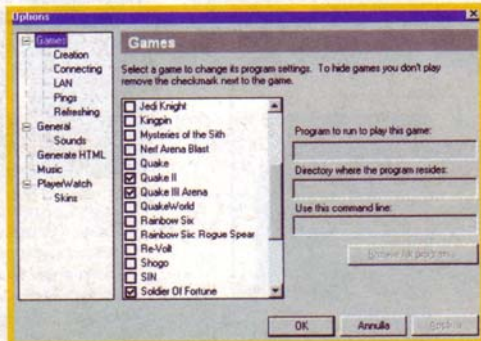 Options
Games
Creation
Connecting
LAN
Pings
Refreshing
General
Sounds
Generate HTML
Music
PlayerWatch
Skins
Games
Select a game to change its program settings. To hide games you don't play
remove the checkmark next to the game.
Jedi Knight
Kingpin
Mysteries of the Sith
Nerf Arena Blast
Quake
Quake II
Quake III Arena
QuakeWorld
Rainbow Six
Rainbow Six: Rogue Spear
Re-Volt
Shogo
SIN
Soldier Of Fortune
Program to run to play this game:
Directory where the program resides:
Use this command line:
OK
Annulla